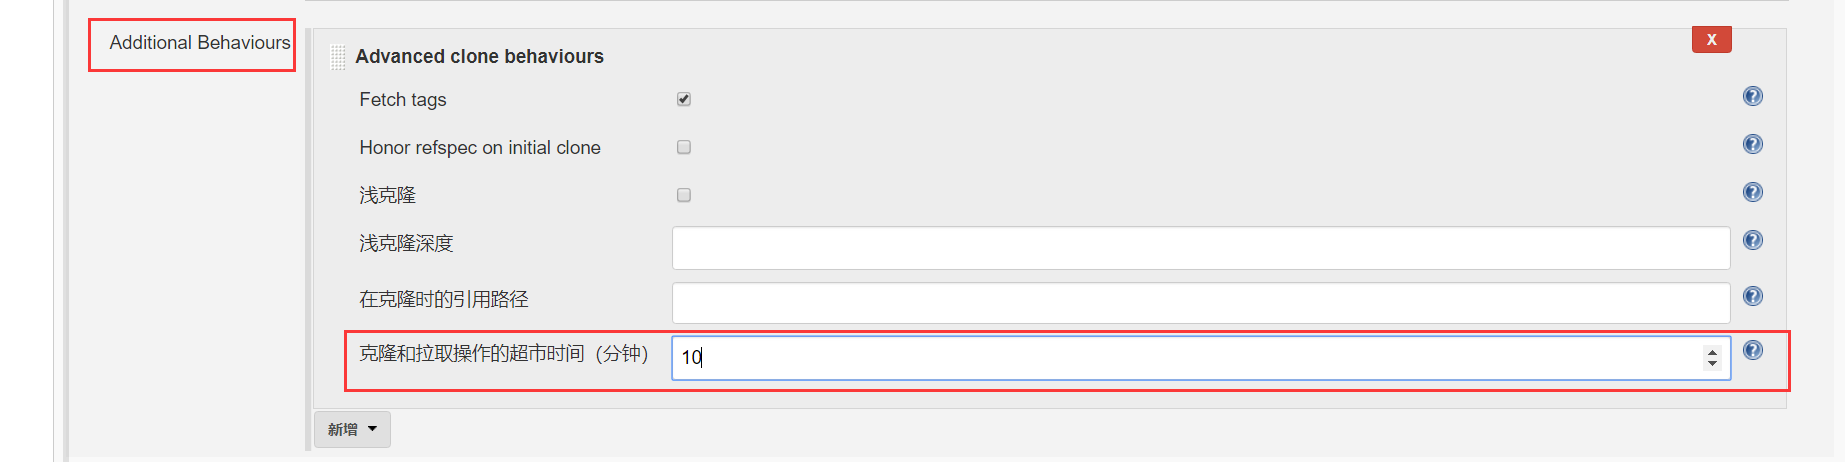 Additional Behaviours
Advanced clone behaviours
X
Fetch tags
Honor refspec on initial clone
浅克隆
浅克隆深度
在克隆时的引用路径
克隆和拉取操作的超市时间（分钟） 10
新增